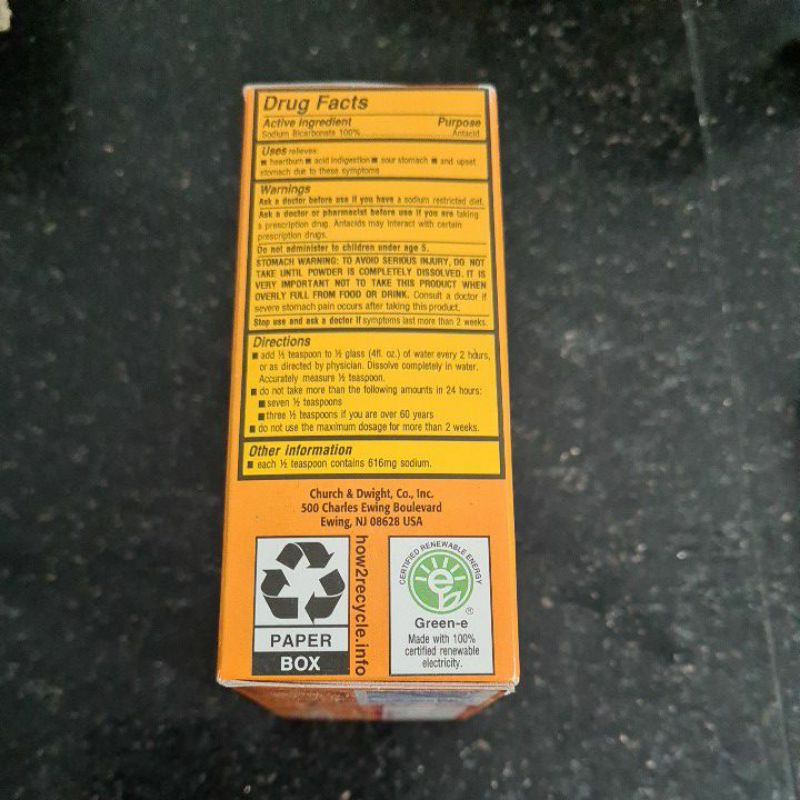 Drug Facts
Active Ingredient Purpose
Sodium Bicarbonate 100% Antacid
Uses relieves:
■ heartburn ■ acid indigestion ■ sour stomach ■ and upset
stomach due to these symptoms
Warnings
Ask a doctor before use if you have a sodium restricted diet.
Ask a doctor or pharmacist before use if you are taking
a prescription drug. Antacids may interact with certain
prescription drugs.
Do not administer to children under age 5.
STOMACH WARNING: TO AVOID SERIOUS INJURY, DO NOT
TAKE UNTIL POWDER IS COMPLETELY DISSOLVED. IT IS
VERY IMPORTANT NOT TO TAKE THIS PRODUCT WHEN
OVERLY FULL FROM FOOD OR DRINK. Consult a doctor if
severe stomach pain occurs after taking this product.
Stop use and ask a doctor if symptoms last more than 2 weeks.
Directions
■ add ½ teaspoon to ½ glass (4fl. oz.) of water every 2 hours,
or as directed by physician. Dissolve completely in water.
Accurately measure ½ teaspoon.
■ do not take more than the following amounts in 24 hours:
■ seven ½ teaspoons
■ three ½ teaspoons if you are over 60 years
■ do not use the maximum dosage for more than 2 weeks.
Other information
■ each ½ teaspoon contains 616mg sodium.
Church & Dwight, Co., Inc.
500 Charles Ewing Boulevard
Ewing, NJ 08628 USA
PAPER
BOX
how2recycle.info
CERTIFIED RENEWABLE ENERGY
e
®
Green-e
Made with 100%
certified renewable
electricity.